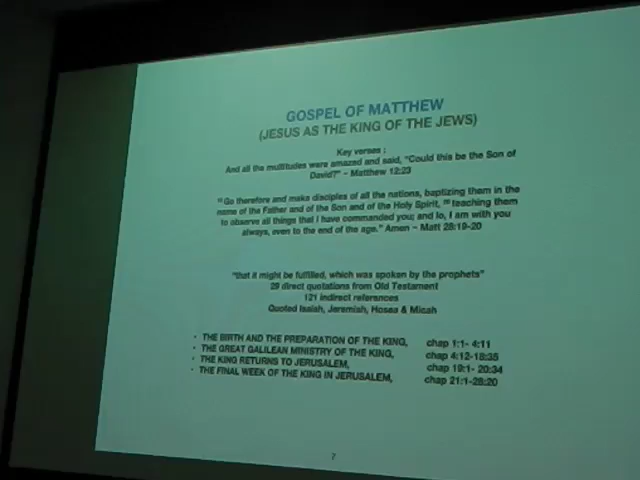 GOSPEL OF MATTHEW
(JESUS AS THE KING OF THE JEWS)
Key verses :
And all the multitudes were amazed and said, "Could this be the Son of
David?" – Matthew 12:23
"¹⁹ Go therefore and make disciples of all the nations, baptizing them in the
name of the Father and of the Son and of the Holy Spirit, ²⁰ teaching them
to observe all things that I have commanded you; and lo, I am with you
always, even to the end of the age." Amen – Matt 28:19-20
"that it might be fulfilled, which was spoken by the prophets"
29 direct quotations from Old Testament
121 indirect references
Quoted Isaiah, Jeremiah, Hosea & Micah
• THE BIRTH AND THE PREPARATION OF THE KING, chap 1:1- 4:11
• THE GREAT GALILEAN MINISTRY OF THE KING, chap 4:12-18:35
• THE KING RETURNS TO JERUSALEM, chap 19:1- 20:34
• THE FINAL WEEK OF THE KING IN JERUSALEM, chap 21:1-28:20
7